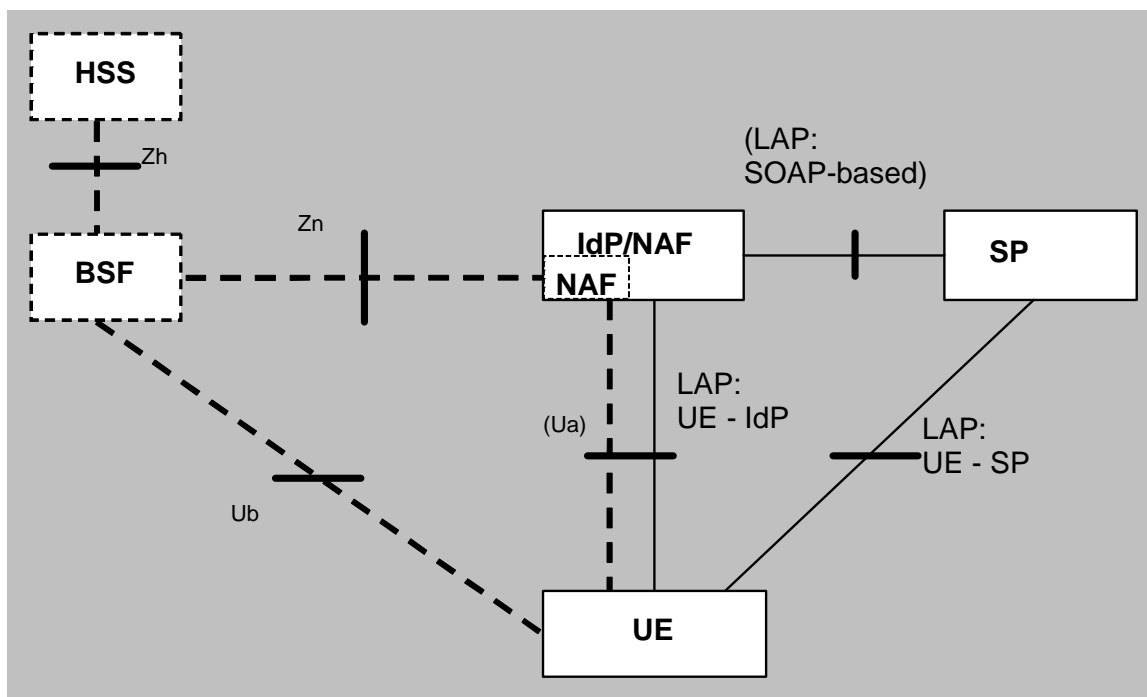 HSS
Zh
(LAP:
SOAP-based)
Zn
BSF
IdP/NAF
NAF
SP
LAP:
UE - IdP
(Ua)
LAP:
UE - SP
Ub
UE